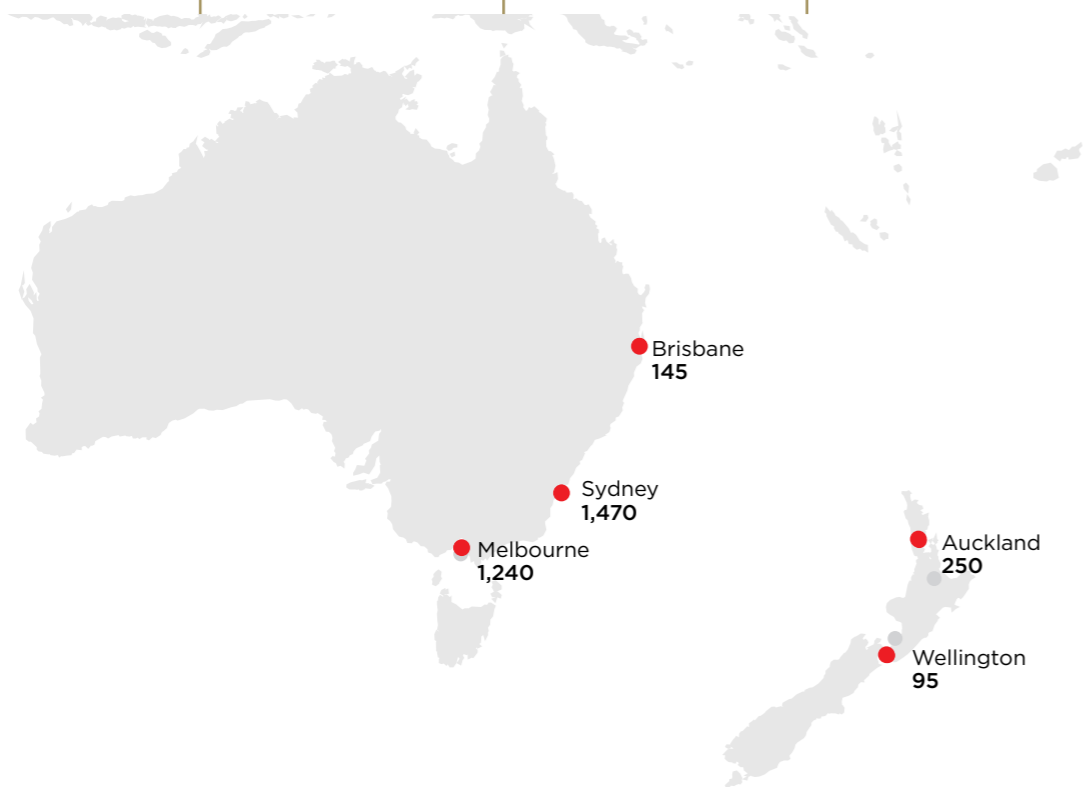 Brisbane
145
Sydney
1,470
Melbourne
1,240
Auckland
250
Wellington
95